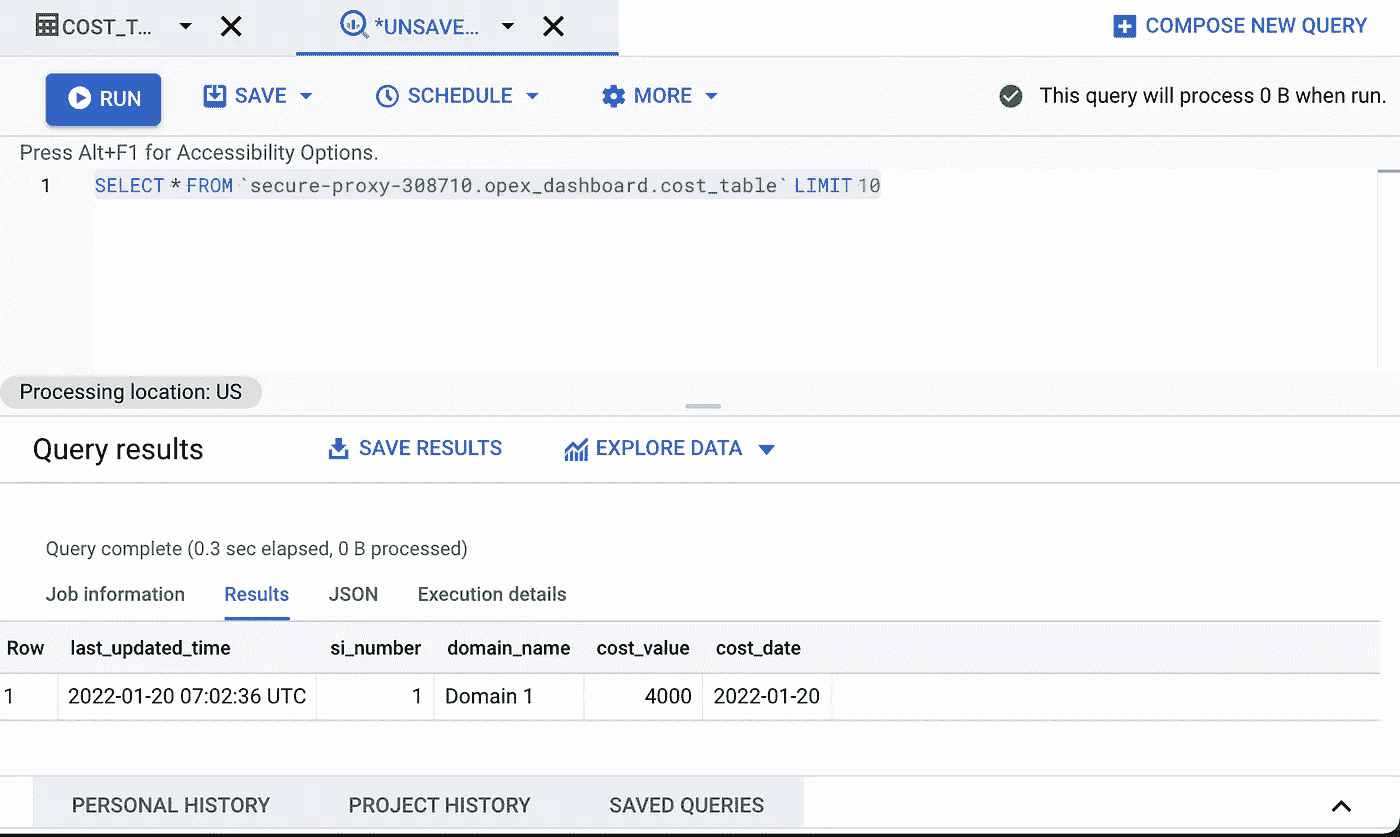 COST_T... *UNSAVE... COMPOSE NEW QUERY
RUN SAVE SCHEDULE MORE This query will process 0 B when run.
Press Alt+F1 for Accessibility Options.
1 SELECT * FROM `secure-proxy-308710.opex_dashboard.cost_table` LIMIT 10
Processing location: US
Query results SAVE RESULTS EXPLORE DATA
Query complete (0.3 sec elapsed, 0 B processed)
Job information Results JSON Execution details
Row last_updated_time si_number domain_name cost_value cost_date
1 2022-01-20 07:02:36 UTC 1 Domain 1 4000 2022-01-20
PERSONAL HISTORY PROJECT HISTORY SAVED QUERIES